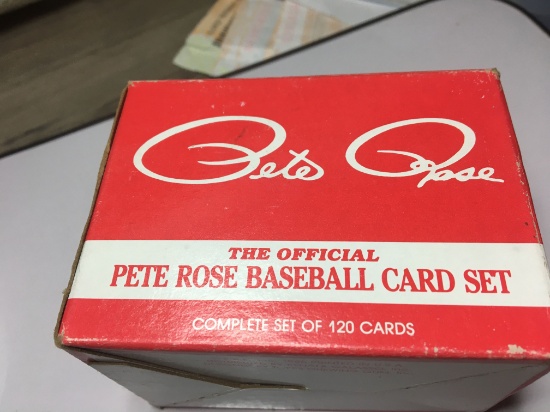 Pete Rose
THE OFFICIAL
PETE ROSE BASEBALL CARD SET
COMPLETE SET OF 120 CARDS